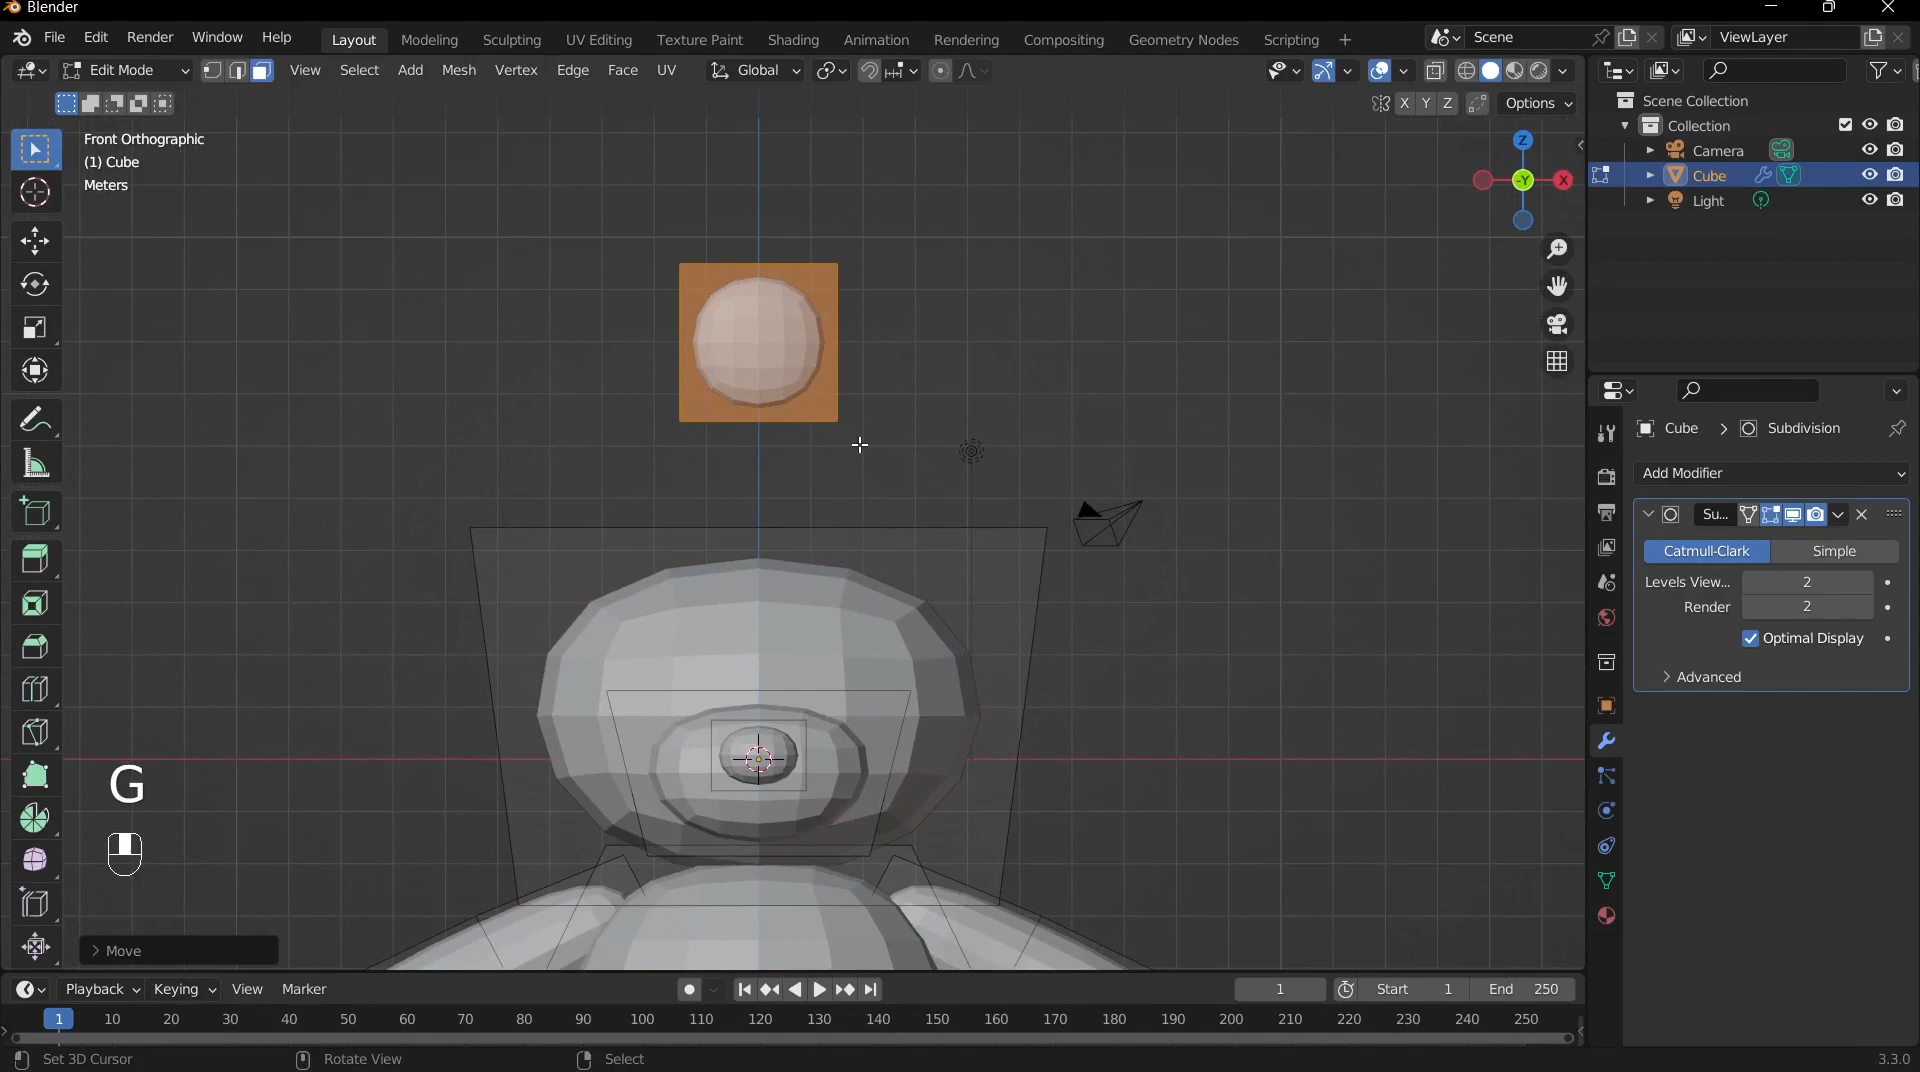 Blender
File Edit Render Window Help Layout Modeling Sculpting UV Editing Texture Paint Shading Animation Rendering Compositing Geometry Nodes Scripting + Scene ViewLayer
Edit Mode View Select Add Mesh Vertex Edge Face UV Global
X Y Z Options
Front Orthographic
(1) Cube
Meters
Z
-Y X
Scene Collection
Collection
Camera
Cube
Light
Cube > Subdivision
Add Modifier
Su...
Catmull-Clark Simple
Levels View... 2
Render 2
Optimal Display
Advanced
G
Move
Playback Keying View Marker 1 Start 1 End 250
1 10 20 30 40 50 60 70 80 90 100 110 120 130 140 150 160 170 180 190 200 210 220 230 240 250
Set 3D Cursor Rotate View Select 3.3.0